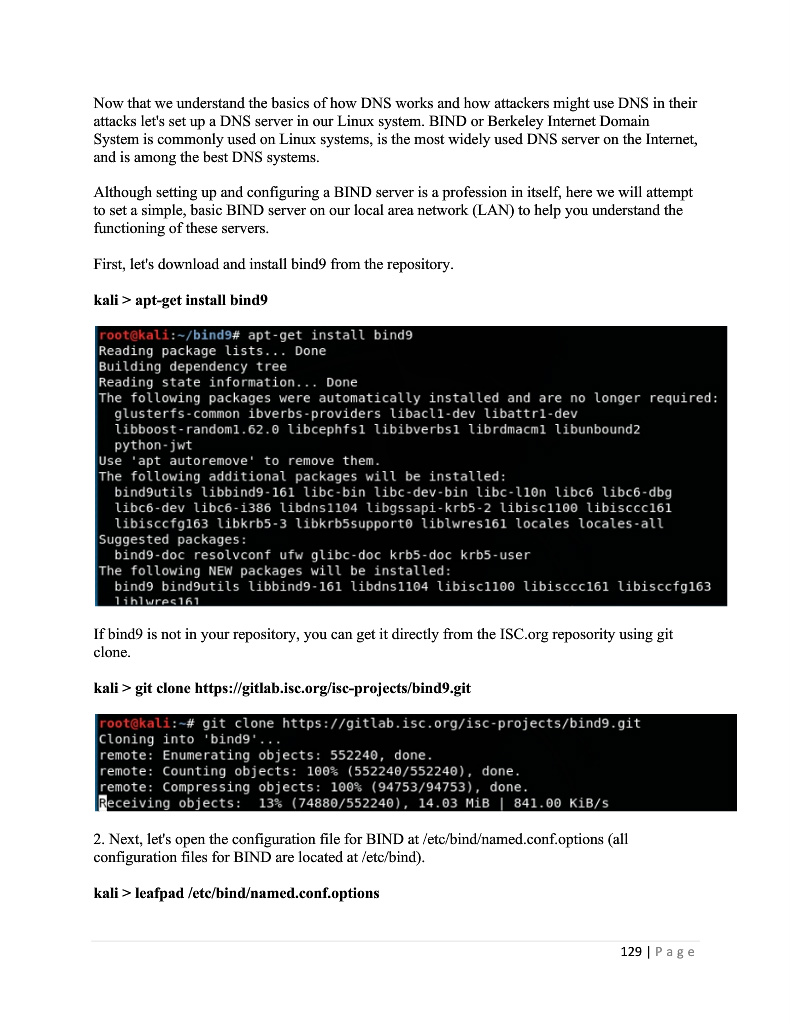 Now that we understand the basics of how DNS works and how attackers might use DNS in their
attacks let's set up a DNS server in our Linux system. BIND or Berkeley Internet Domain
System is commonly used on Linux systems, is the most widely used DNS server on the Internet,
and is among the best DNS systems.
Although setting up and configuring a BIND server is a profession in itself, here we will attempt
to set a simple, basic BIND server on our local area network (LAN) to help you understand the
functioning of these servers.
First, let's download and install bind9 from the repository.
kali > apt-get install bind9
root@kali:~/bind9# apt-get install bind9
Reading package lists... Done
Building dependency tree
Reading state information... Done
The following packages were automatically installed and are no longer required:
glusterfs-common ibverbs-providers libacl1-dev libattr1-dev
libboost-random1.62.0 libcephfs1 libibverbs1 librdmacm1 libunbound2
python-jwt
Use 'apt autoremove' to remove them.
The following additional packages will be installed:
bind9utils libbind9-161 libc-bin libc-dev-bin libc-l10n libc6 libc6-dbg
libc6-dev libc6-i386 libdns1104 libgssapi-krb5-2 libisc1100 libisccc161
libisccfg163 libkrb5-3 libkrb5support0 liblwres161 locales locales-all
Suggested packages:
bind9-doc resolvconf ufw glibc-doc krb5-doc krb5-user
The following NEW packages will be installed:
bind9 bind9utils libbind9-161 libdns1104 libisc1100 libisccc161 libisccfg163
liblwres161
If bind9 is not in your repository, you can get it directly from the ISC.org reposority using git
clone.
kali > git clone https://gitlab.isc.org/isc-projects/bind9.git
root@kali:~# git clone https://gitlab.isc.org/isc-projects/bind9.git
Cloning into 'bind9'...
remote: Enumerating objects: 552240, done.
remote: Counting objects: 100% (552240/552240), done.
remote: Compressing objects: 100% (94753/94753), done.
Receiving objects:  13% (74880/552240), 14.03 MiB | 841.00 KiB/s
2. Next, let's open the configuration file for BIND at /etc/bind/named.conf.options (all
configuration files for BIND are located at /etc/bind).
kali > leafpad /etc/bind/named.conf.options
129 | Page